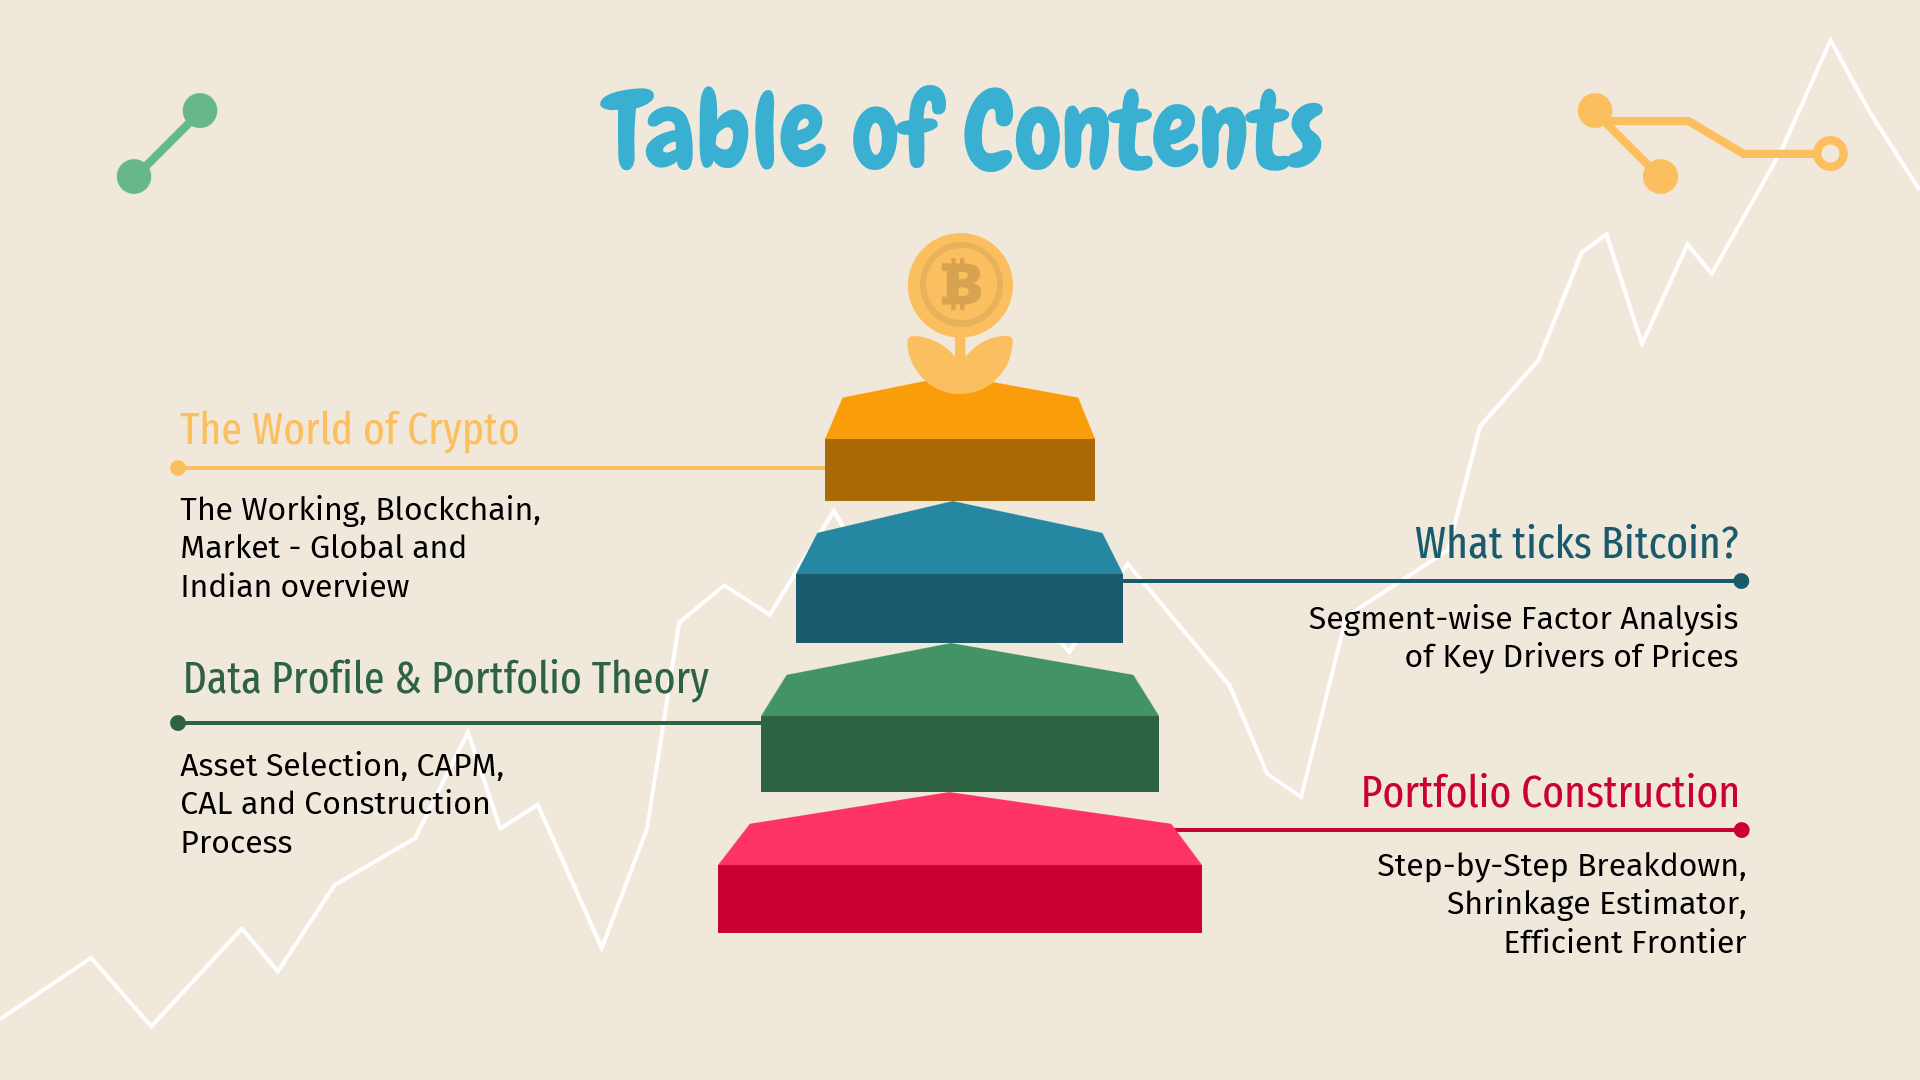 Table of Contents
The World of Crypto
The Working, Blockchain,
Market - Global and
Indian overview
What ticks Bitcoin?
Segment-wise Factor Analysis
of Key Drivers of Prices
Data Profile & Portfolio Theory
Asset Selection, CAPM,
CAL and Construction
Process
Portfolio Construction
Step-by-Step Breakdown,
Shrinkage Estimator,
Efficient Frontier